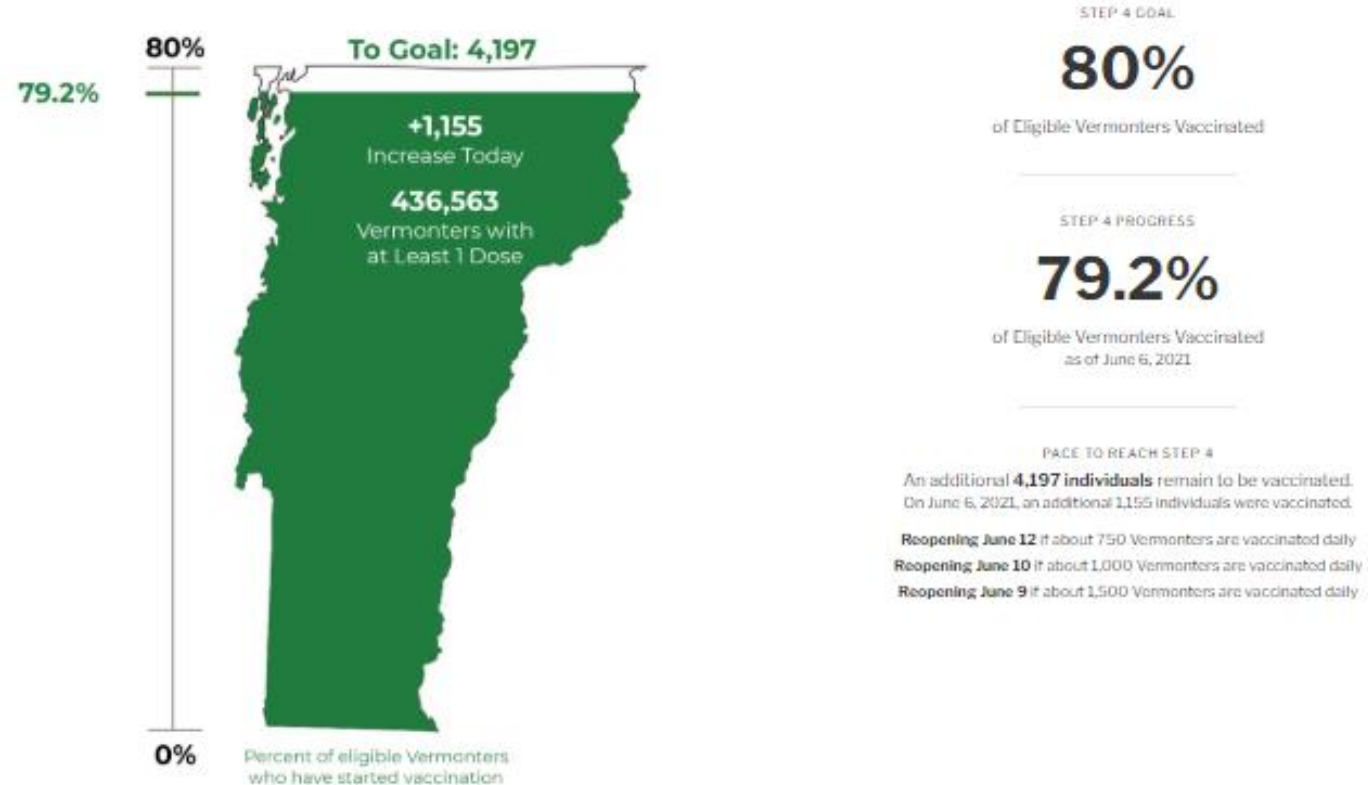 80%
To Goal: 4,197
79.2%
+1,155
Increase Today
436,563
Vermonters with
at Least 1 Dose
0%
Percent of eligible Vermonters
who have started vaccination
STEP 4 GOAL
80%
of Eligible Vermonters Vaccinated
STEP 4 PROGRESS
79.2%
of Eligible Vermonters Vaccinated
as of June 6, 2021
PACE TO REACH STEP 4
An additional 4,197 individuals remain to be vaccinated.
On June 6, 2021, an additional 1,155 individuals were vaccinated.
Reopening June 12 if about 750 Vermonters are vaccinated daily
Reopening June 10 if about 1,000 Vermonters are vaccinated daily
Reopening June 9 if about 1,500 Vermonters are vaccinated daily